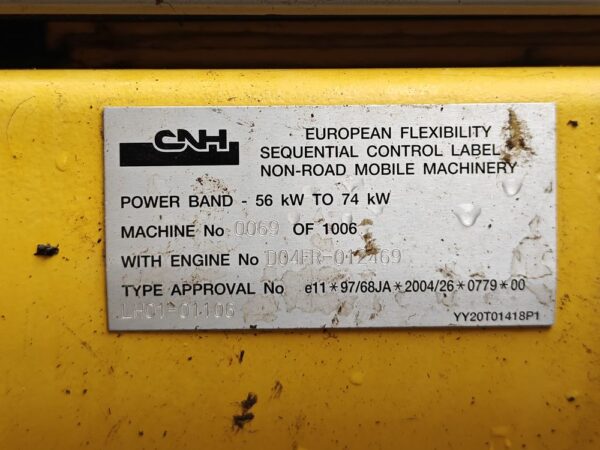 CNH
EUROPEAN FLEXIBILITY
SEQUENTIAL CONTROL LABEL
NON-ROAD MOBILE MACHINERY
POWER BAND - 56 kW TO 74 kW
MACHINE No 0069 OF 1006
WITH ENGINE No D04FR-012469
TYPE APPROVAL No e11*97/68JA*2004/26*0779*00
LH01-01106
YY20T01418P1